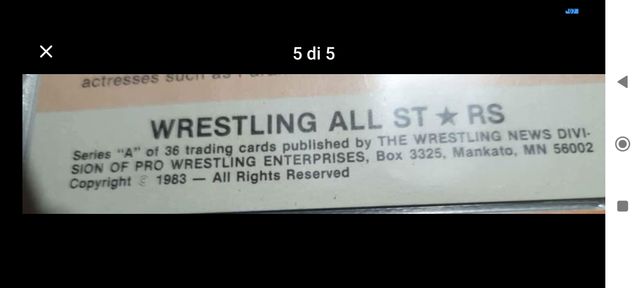 5 di 5
actresses such as
WRESTLING ALL ST★RS
Series "A" of 36 trading cards published by THE WRESTLING NEWS DIVI-
SION OF PRO WRESTLING ENTERPRISES, Box 3325, Mankato, MN 56002
Copyright © 1983 — All Rights Reserved